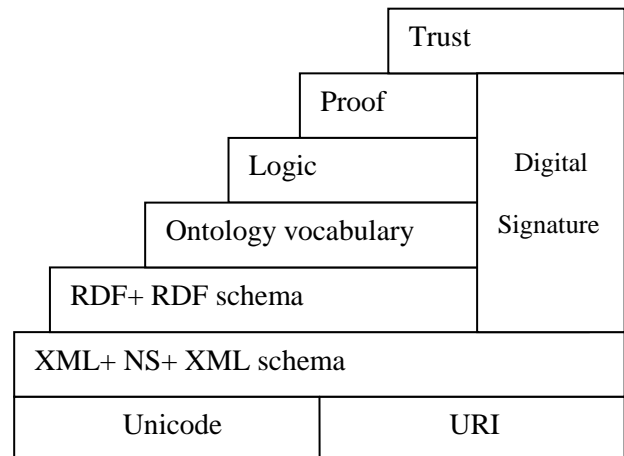 Trust
Proof
Digital
Logic
Signature
Ontology vocabulary
RDF+ RDF schema
XML+ NS+ XML schema
Unicode
URI